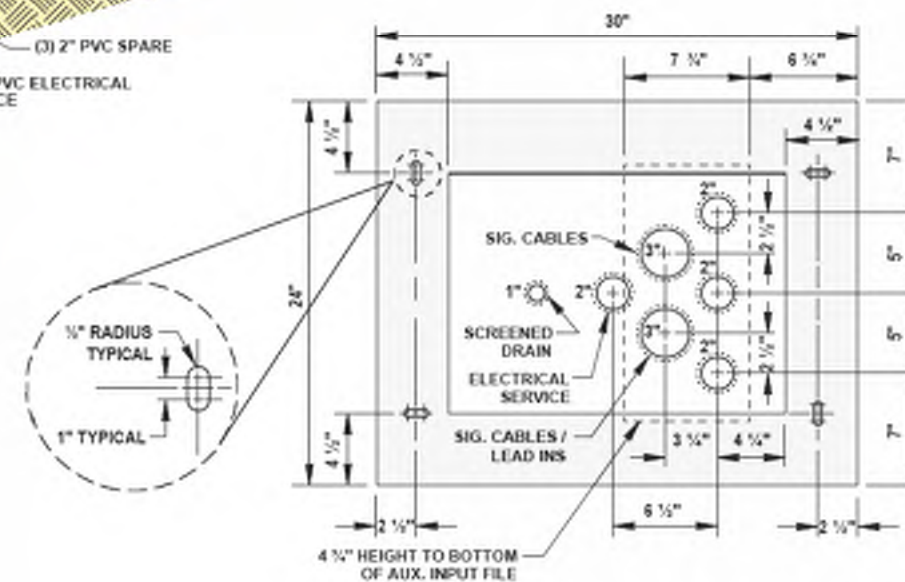 (3) 2" PVC SPARE
PVC ELECTRICAL
30"
4 ½"
7 ¾"
6 ¾"
4 ½"
4 ½"
7"
2"
SIG. CABLES
3"
2 ½"
5"
24"
1"
2"
2"
½" RADIUS
TYPICAL
SCREENED
DRAIN
3"
2"
2 ½"
5"
ELECTRICAL
SERVICE
1" TYPICAL
4 ½"
SIG. CABLES /
LEAD INS
3 ¼"
4 ¼"
7"
6 ½"
2 ½"
2 ½"
4 ¾" HEIGHT TO BOTTOM
OF AUX. INPUT FILE